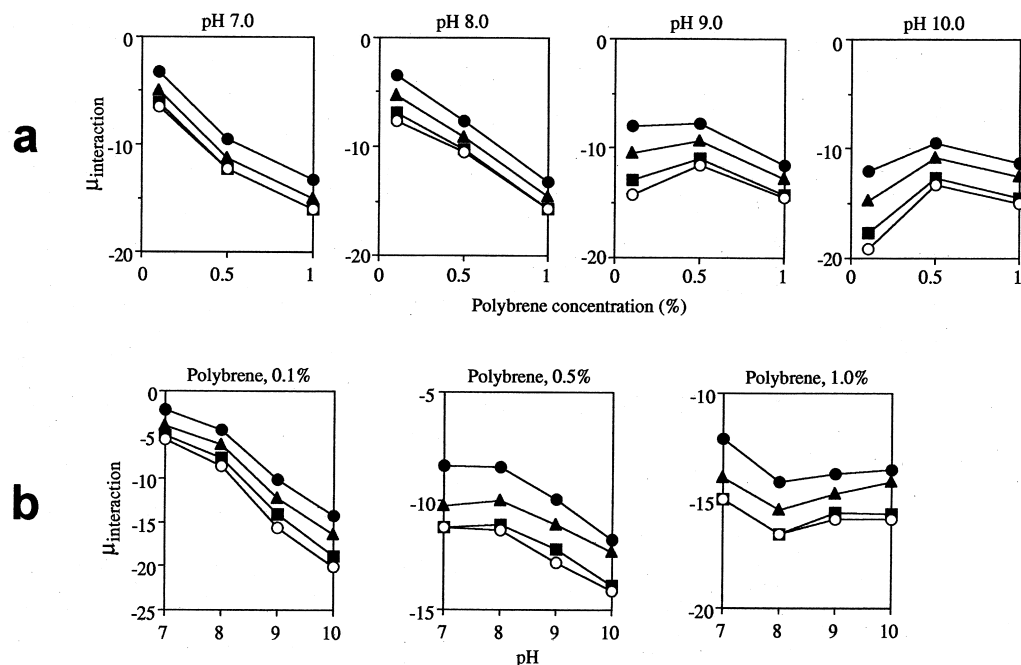 pH 7.0 pH 8.0 pH 9.0 pH 10.0
0 0 0 0
a
μinteraction
-10 -10 -10 -10
-20 -20 -20 -20
0 0.5 1 0 0.5 1 0 0.5 1 0 0.5 1
Polybrene concentration (%)
Polybrene, 0.1% Polybrene, 0.5% Polybrene, 1.0%
0 -5 -10
-5
b
μinteraction
-10 -10 -15
-15
-20
-25 -15 -20
7 8 9 10 7 8 9 10 7 8 9 10
pH